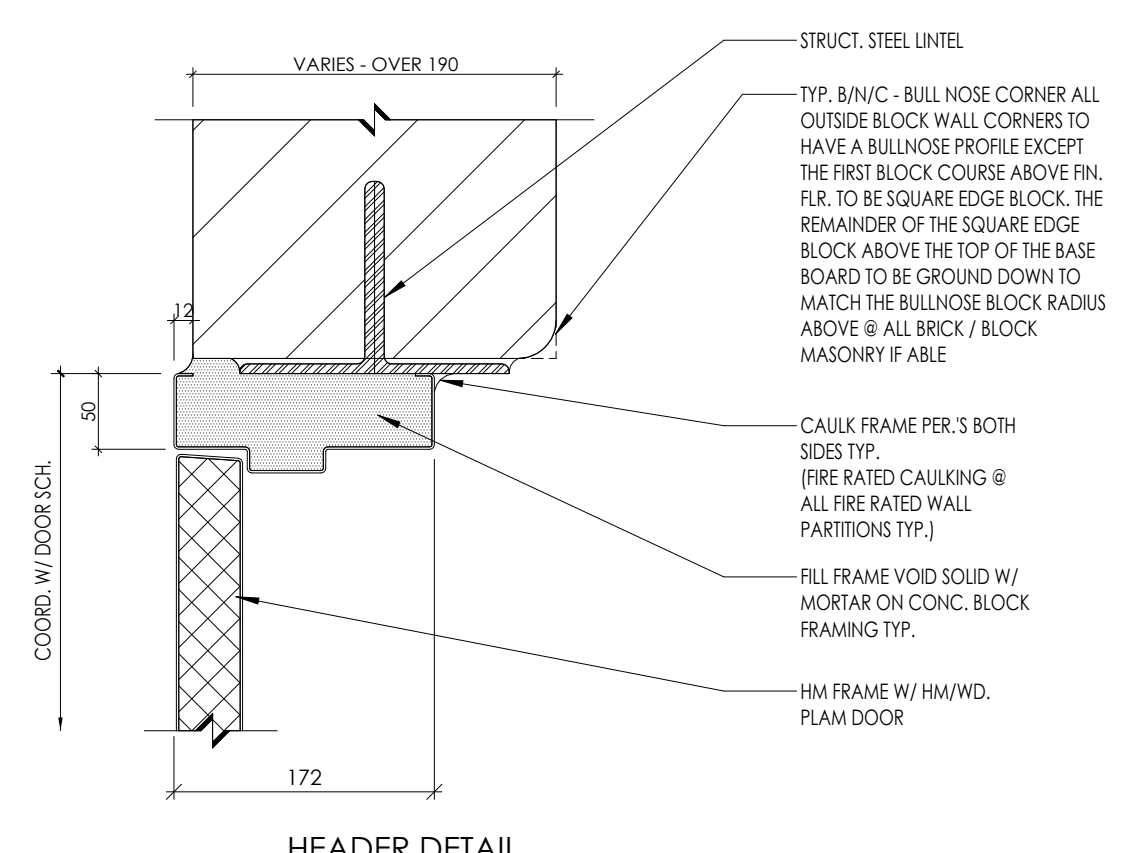 STRUCT. STEEL LINTEL
VARIES - OVER 190
TYP. B/N/C - BULL NOSE CORNER ALL
OUTSIDE BLOCK WALL CORNERS TO
HAVE A BULLNOSE PROFILE EXCEPT
THE FIRST BLOCK COURSE ABOVE FIN.
FLR. TO BE SQUARE EDGE BLOCK. THE
REMAINDER OF THE SQUARE EDGE
BLOCK ABOVE THE TOP OF THE BASE
BOARD TO BE GROUND DOWN TO
MATCH THE BULLNOSE BLOCK RADIUS
ABOVE @ ALL BRICK / BLOCK
MASONRY IF ABLE
12
50
CAULK FRAME PER.'S BOTH
SIDES TYP.
(FIRE RATED CAULKING @
ALL FIRE RATED WALL
PARTITIONS TYP.)
COORD. W/ DOOR SCH.
FILL FRAME VOID SOLID W/
MORTAR ON CONC. BLOCK
FRAMING TYP.
HM FRAME W/ HM/WD.
PLAM DOOR
172
HEADER DETAIL